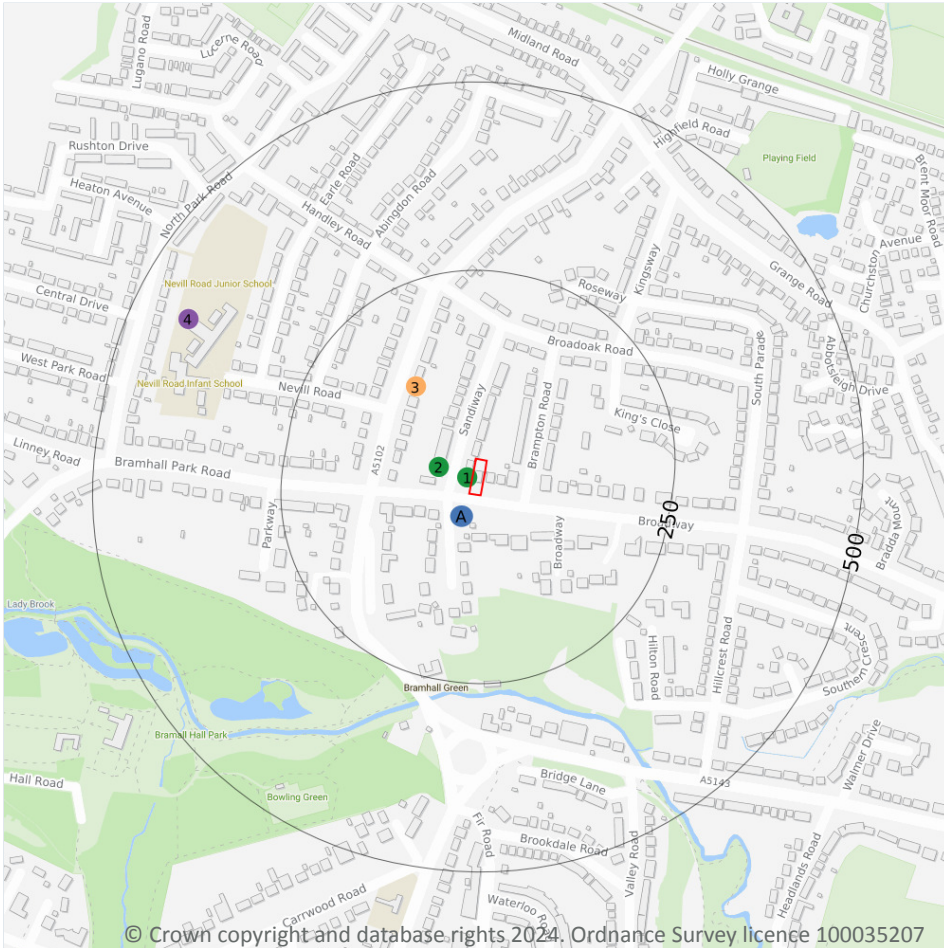 Lugano Road
Lucerne Road
Midland Road
Holly Grange
Rushton Drive
Highfield Road
Playing Field
Brent Moor Road
Heaton Avenue
North Park Road
Earle Road
Abingdon Road
Handley Road
Kingsway
Grange Road
Churchston
Avenue
Nevill Road Junior School
Roseway
Central Drive
4
Broadoak Road
South Parade
Abbotsleigh Drive
West Park Road
Nevill Road Infant School
Nevill Road
3
Sandiway
Brampton Road
King's Close
Linney Road
Bramhall Park Road
A5102
2
1
A
Parkway
Broadway
Broadway
250
500
Bradda Mount
Lady Brook
Hilton Road
Hillcrest Road
Southern Crescent
Bramhall Green
Bramall Hall Park
Hall Road
Bowling Green
Bridge Lane
A5143
Walmer Drive
Fir Road
Brookdale Road
Valley Road
Headlands Road
Carrwood Road
Waterloo Ro
© Crown copyright and database rights 2024. Ordnance Survey licence 100035207